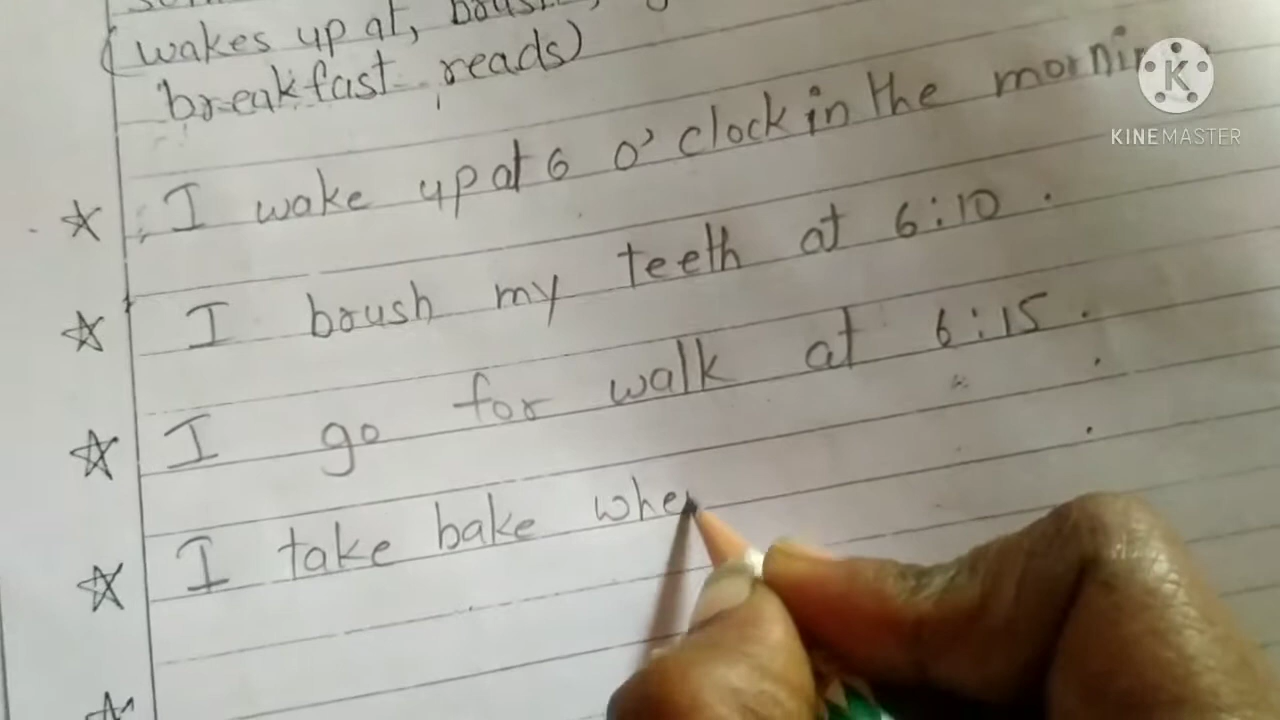 (wakes up at,
breakfast, reads)
I wake up at 6 o'clock in the
I brush my teeth at 6:10.
I go for walk at 6:15.
I take bake whe
KINEMASTER